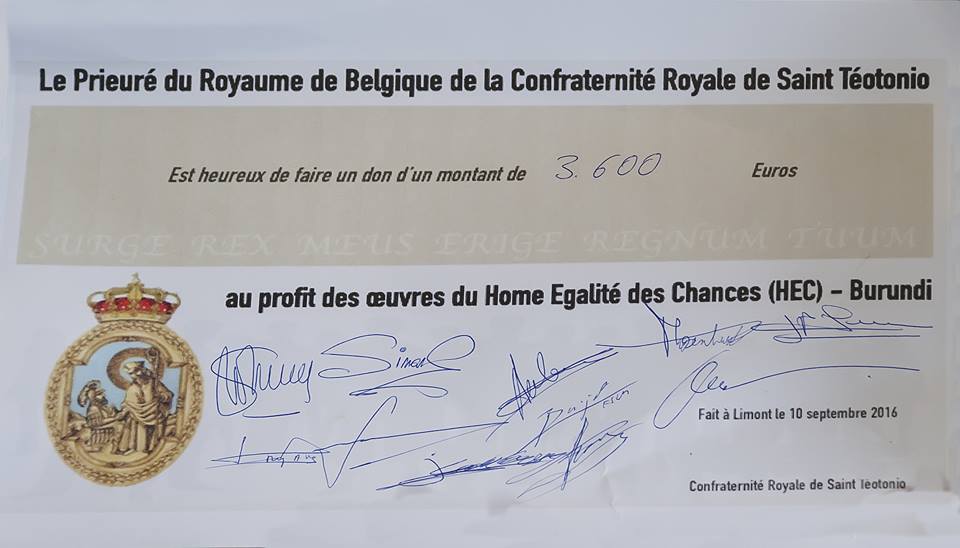 Le Prieuré du Royaume de Belgique de la Confraternité Royale de Saint Téotonio
Est heureux de faire un don d'un montant de 3.600 Euros
SURGE REX MEUS ERIGE REGNUM TUUM
au profit des œuvres du Home Egalité des Chances (HEC) – Burundi
Simon
Fait à Limont le 10 septembre 2016
Confraternité Royale de Saint Téotonio